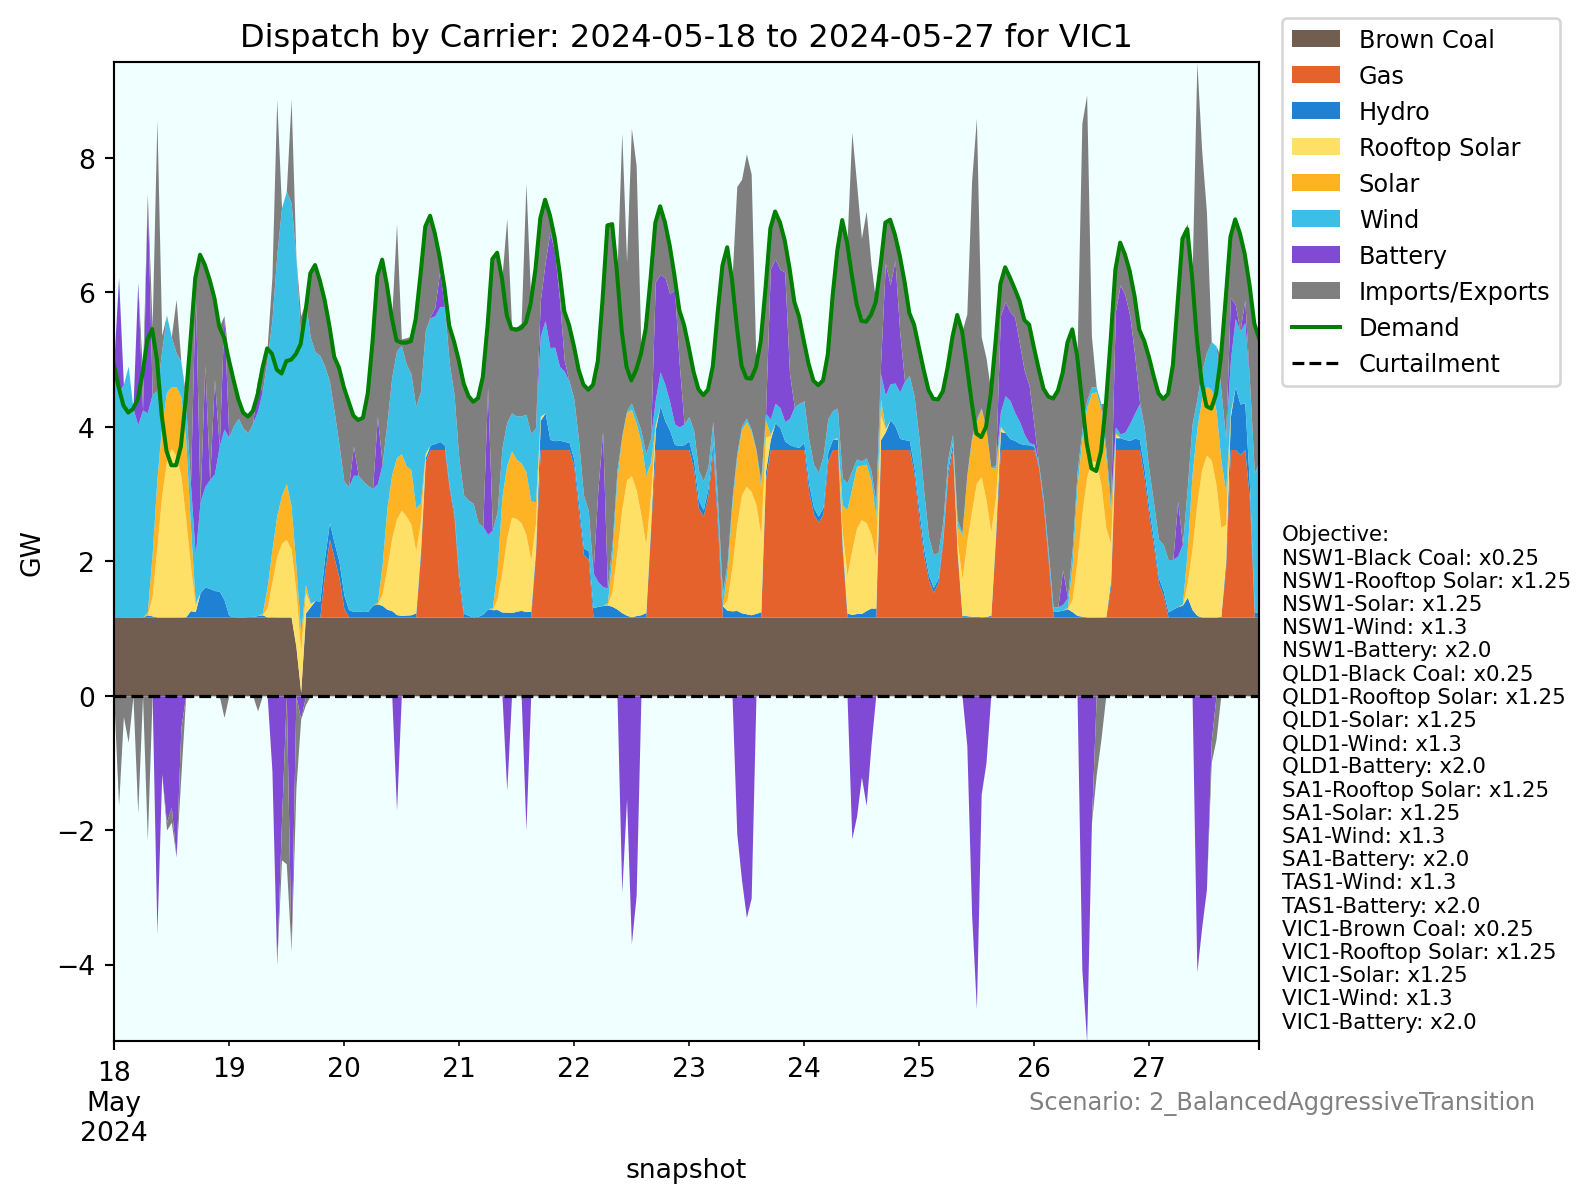 Dispatch by Carrier: 2024-05-18 to 2024-05-27 for VIC1
Brown Coal
Gas
Hydro
Rooftop Solar
Solar
Wind
Battery
Imports/Exports
Demand
Curtailment
GW
8
6
4
2
0
−2
−4
18
May
2024
19
20
21
22
23
24
25
26
27
snapshot
Objective:
NSW1-Black Coal: x0.25
NSW1-Rooftop Solar: x1.25
NSW1-Solar: x1.25
NSW1-Wind: x1.3
NSW1-Battery: x2.0
QLD1-Black Coal: x0.25
QLD1-Rooftop Solar: x1.25
QLD1-Solar: x1.25
QLD1-Wind: x1.3
QLD1-Battery: x2.0
SA1-Rooftop Solar: x1.25
SA1-Solar: x1.25
SA1-Wind: x1.3
SA1-Battery: x2.0
TAS1-Wind: x1.3
TAS1-Battery: x2.0
VIC1-Brown Coal: x0.25
VIC1-Rooftop Solar: x1.25
VIC1-Solar: x1.25
VIC1-Wind: x1.3
VIC1-Battery: x2.0
Scenario: 2_BalancedAggressiveTransition